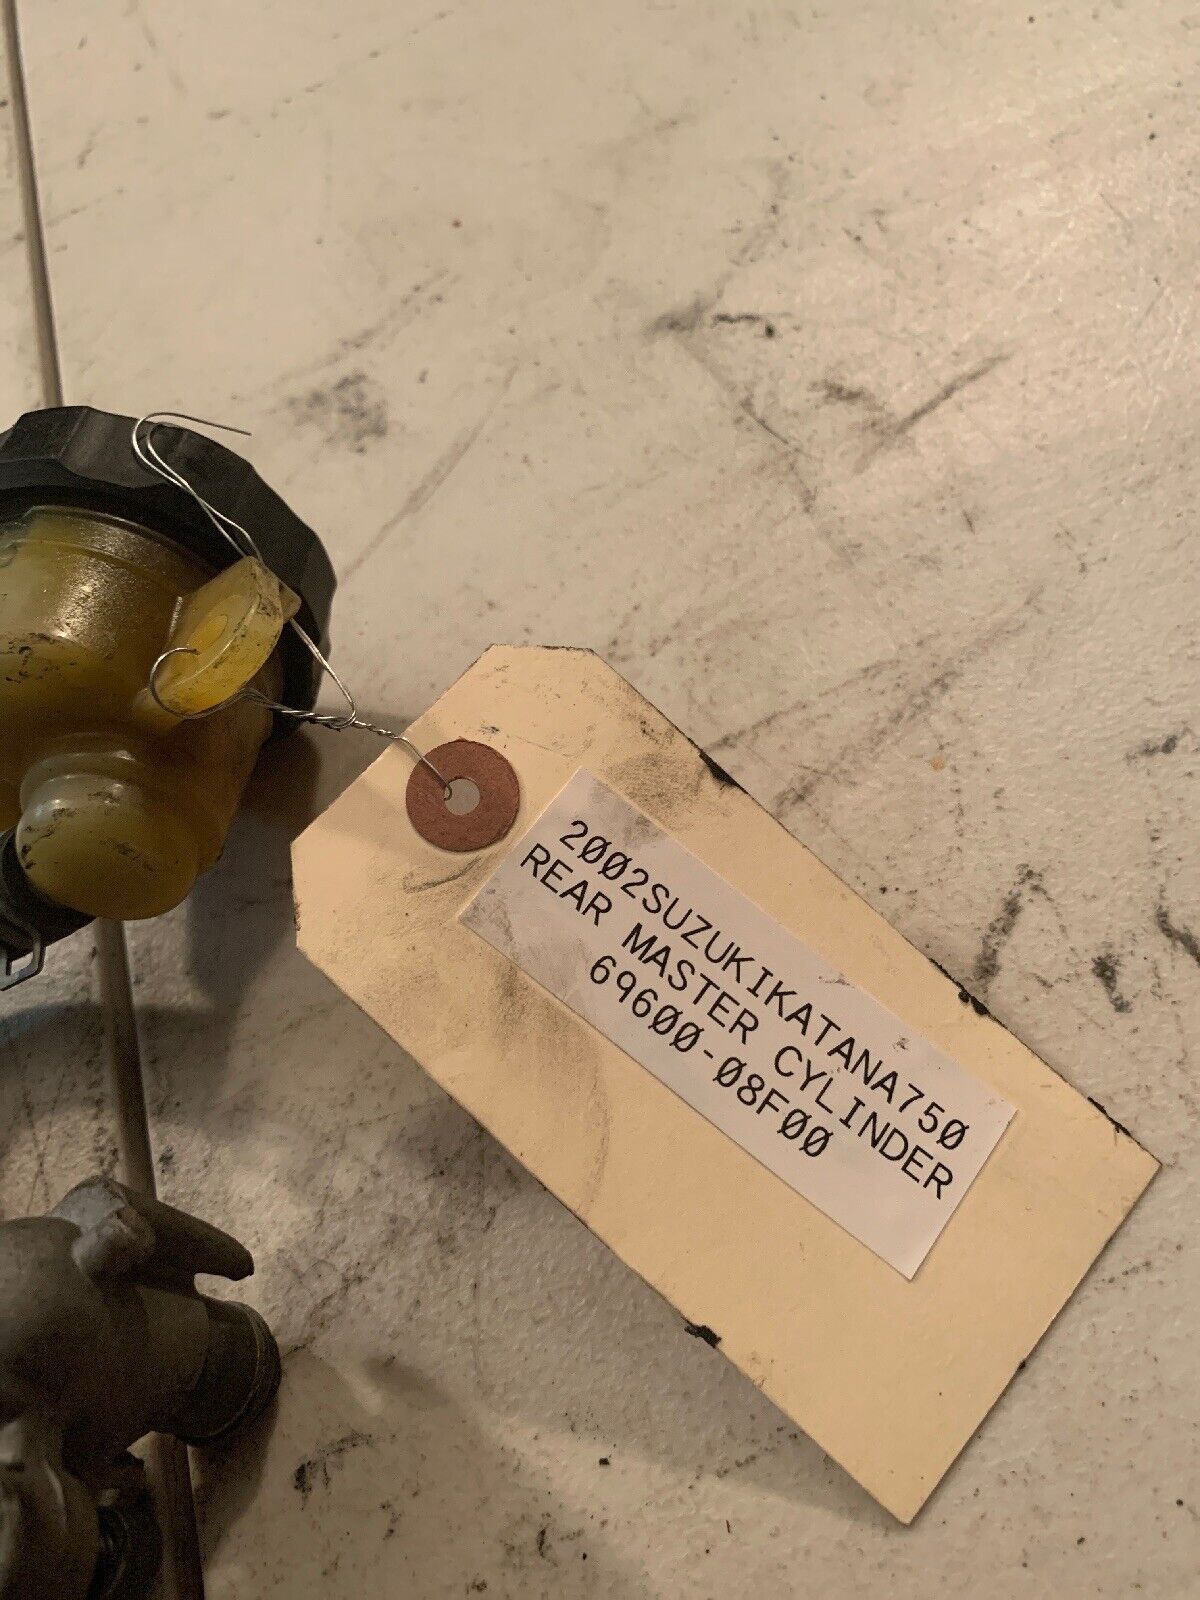 2002SUZUKIKATANA750
REAR MASTER CYLINDER
69600-08F00